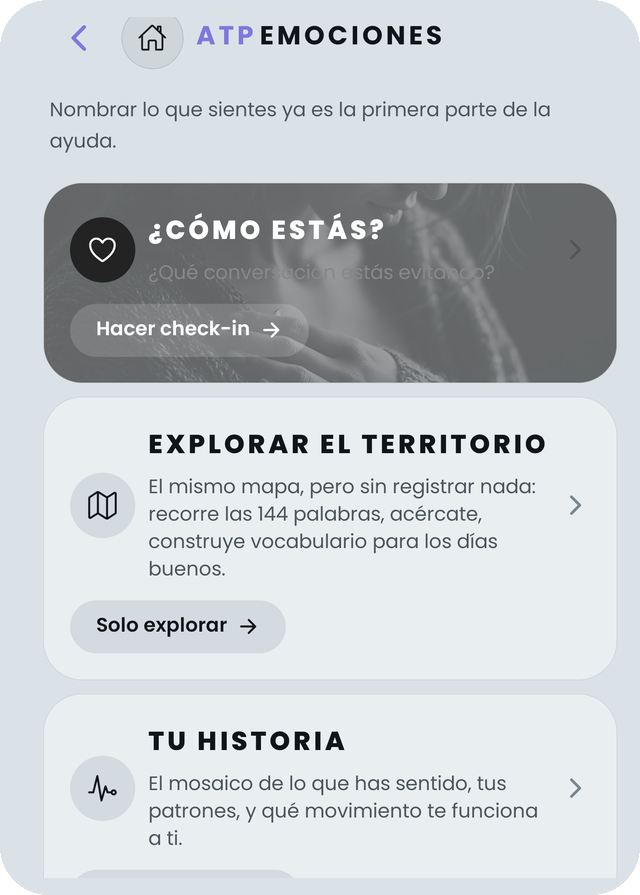 ATP EMOCIONES
Nombrar lo que sientes ya es la primera parte de la
ayuda.
¿CÓMO ESTÁS?
¿Qué conversación estás evitando?
Hacer check-in →
EXPLORAR EL TERRITORIO
El mismo mapa, pero sin registrar nada:
recorre las 144 palabras, acércate,
construye vocabulario para los días
buenos.
Solo explorar →
TU HISTORIA
El mosaico de lo que has sentido, tus
patrones, y qué movimiento te funciona
a ti.